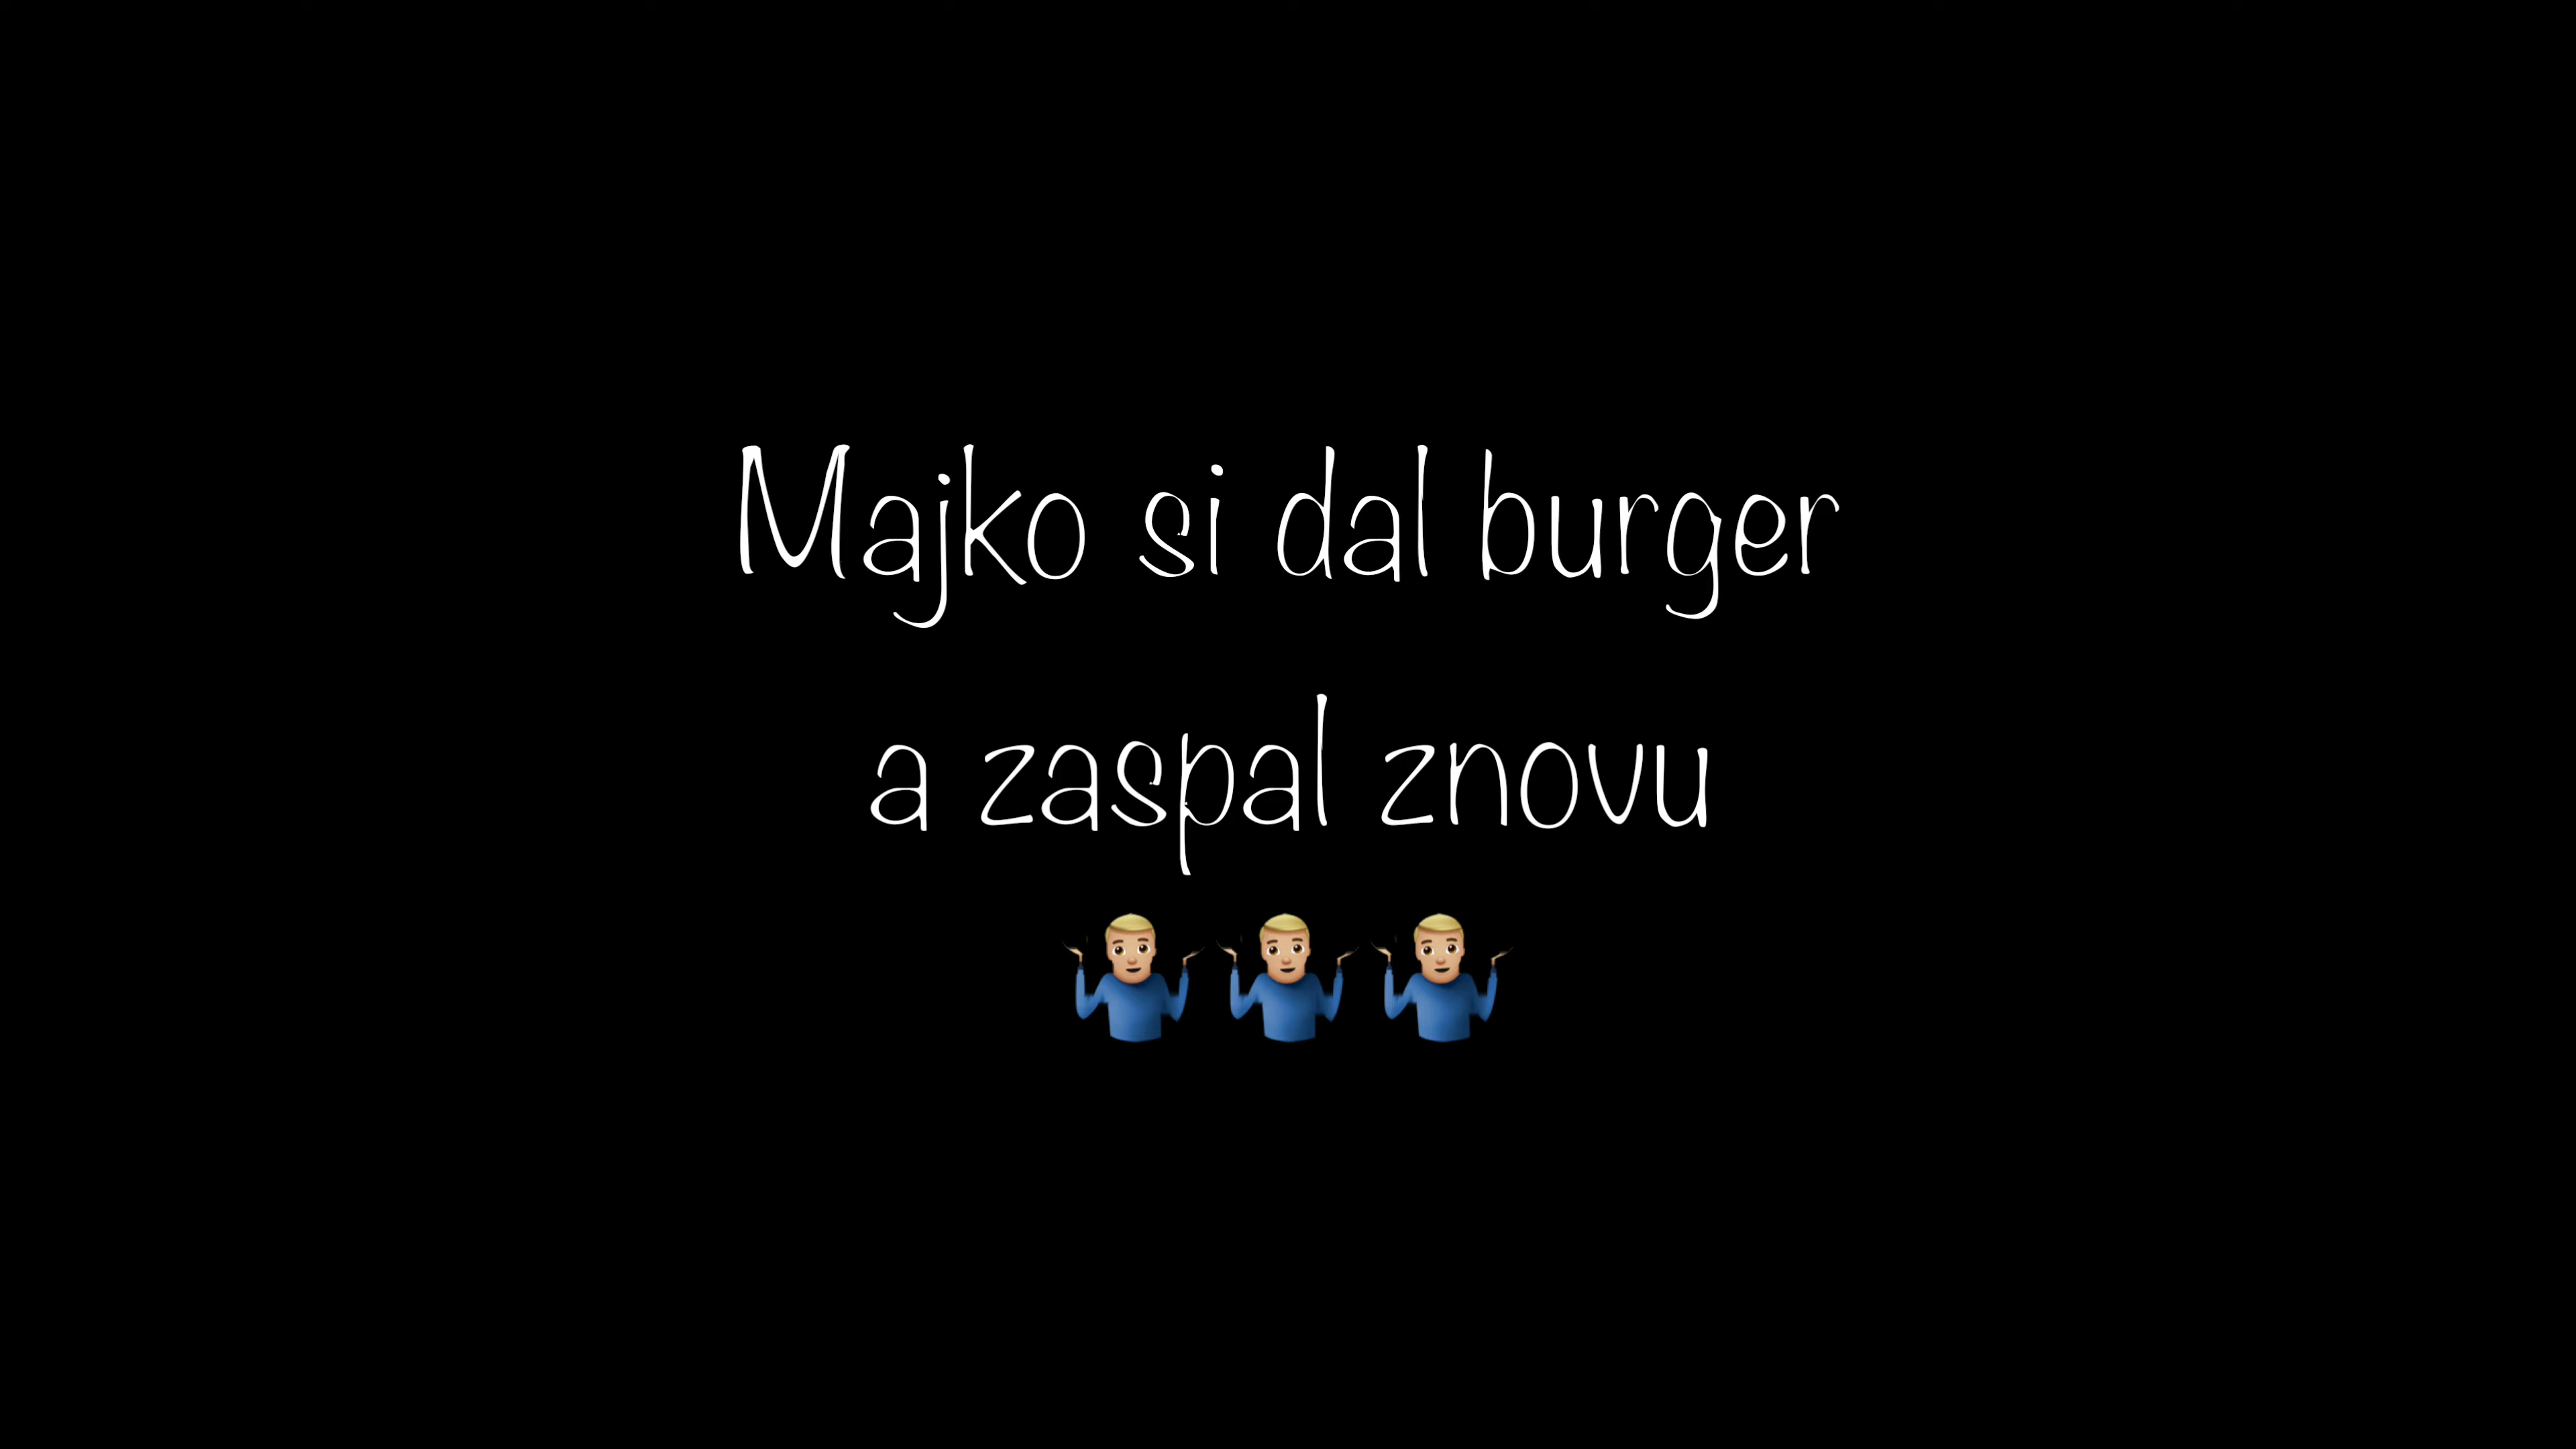 Majko si dal burger
a zaspal znovu
🤷🏼‍♂️🤷🏼‍♂️🤷🏼‍♂️